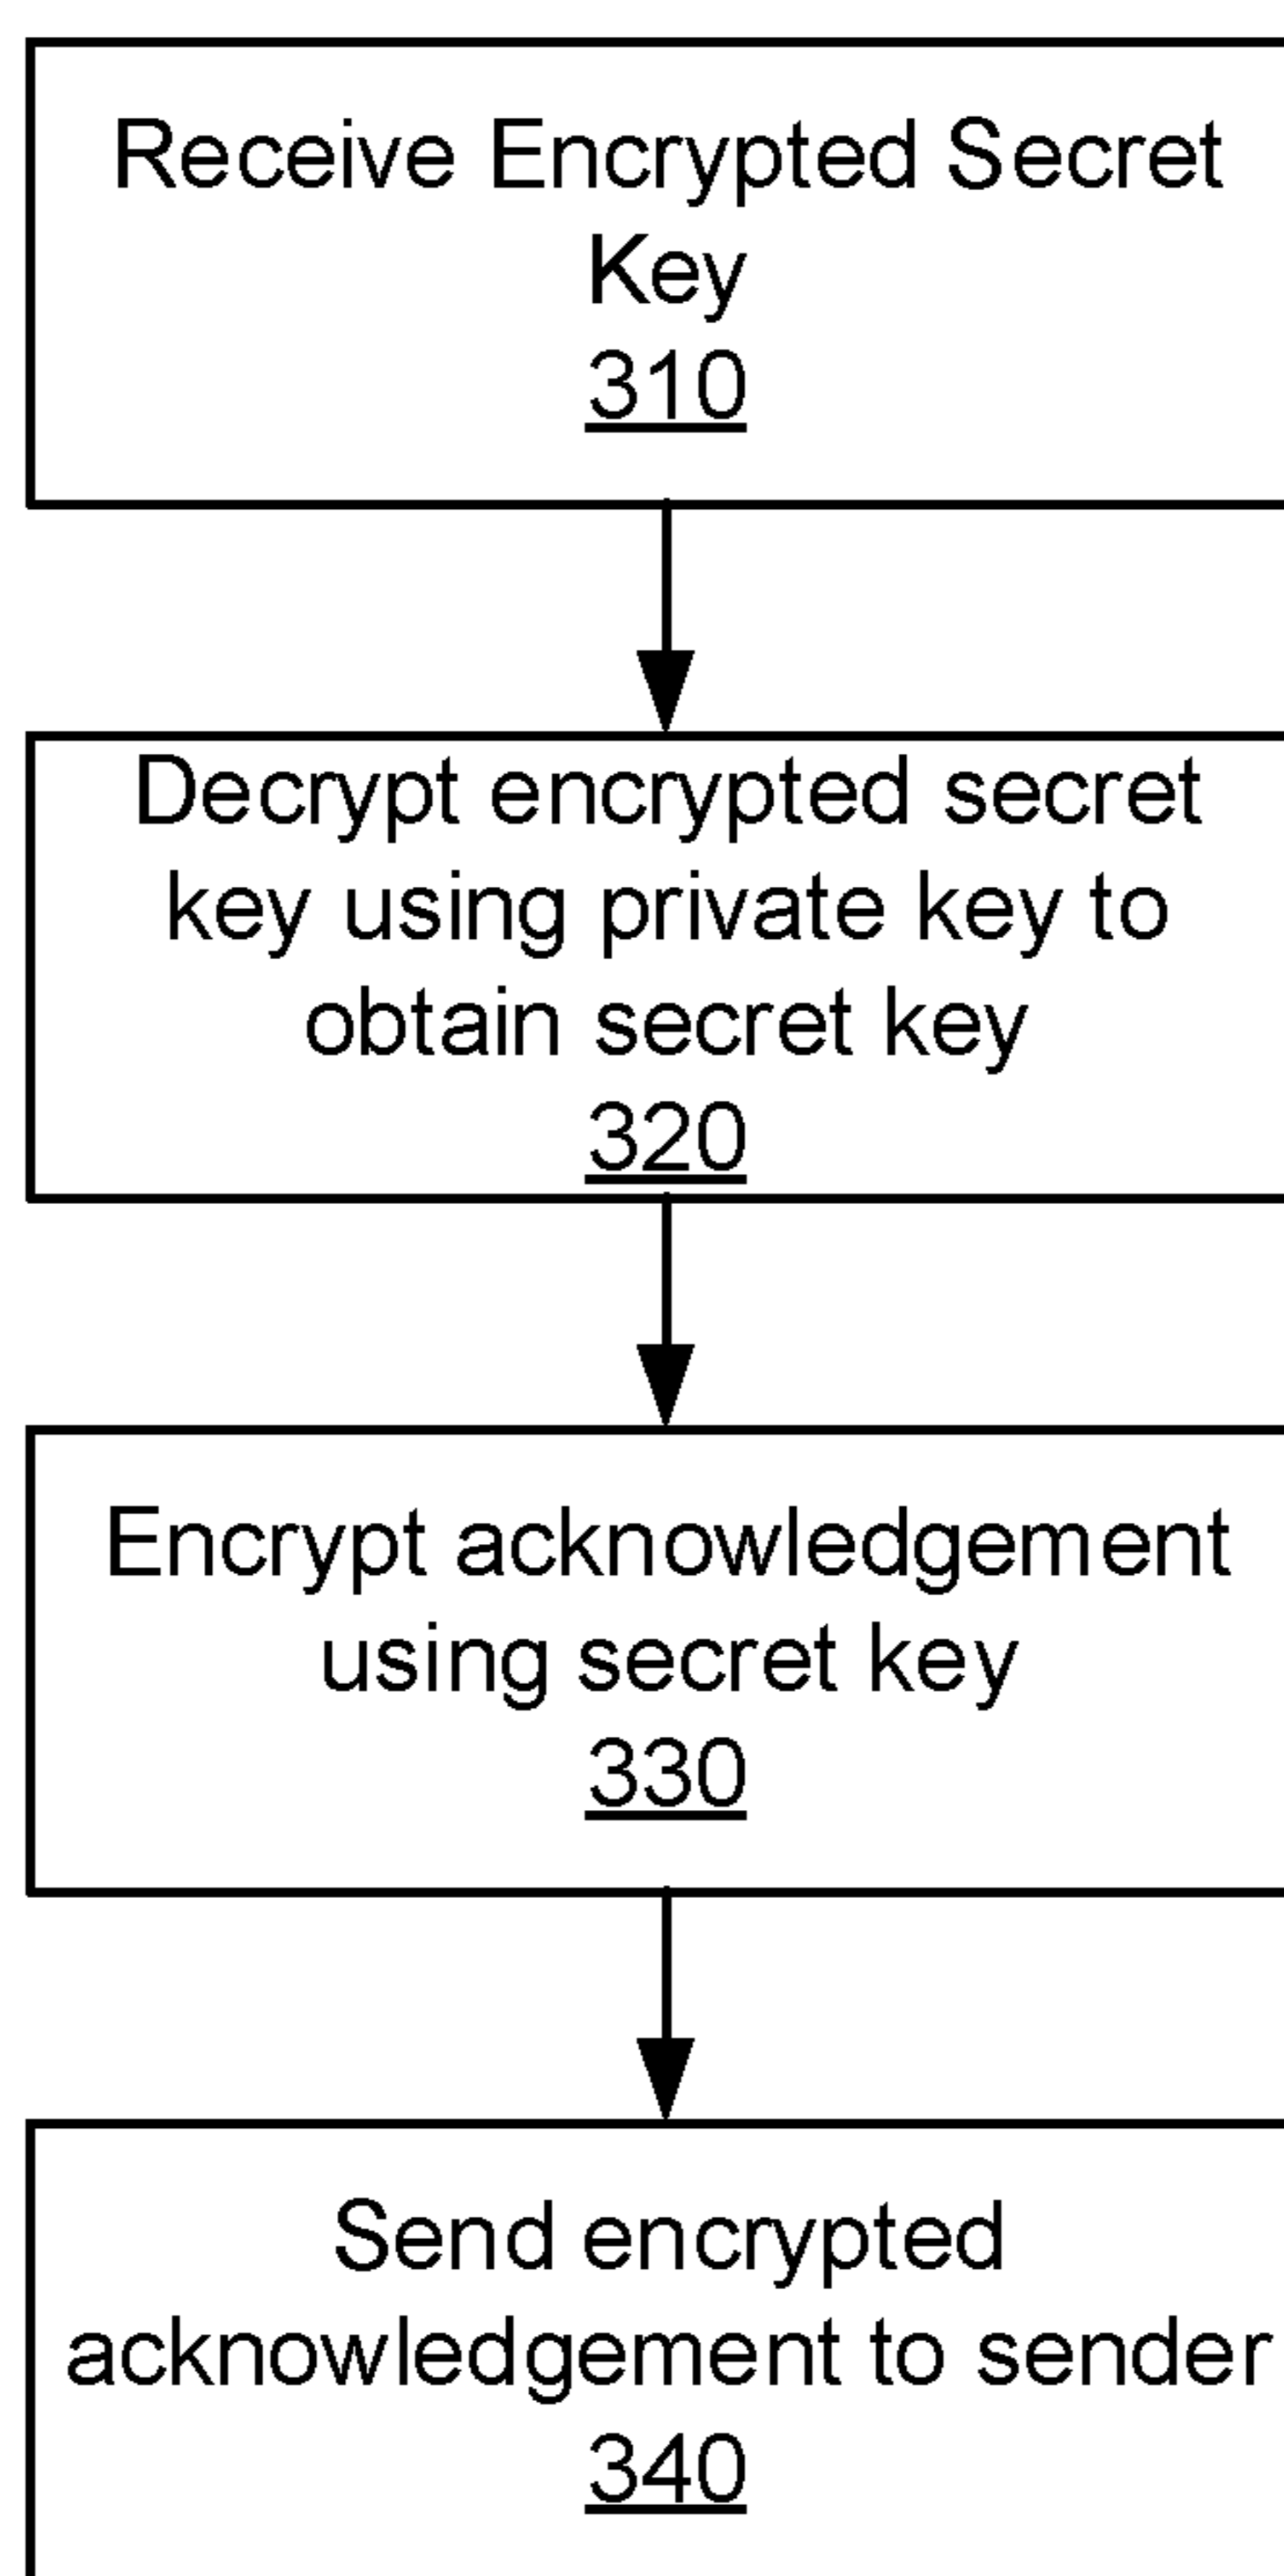 Receive Encrypted Secret
Key
310
Decrypt encrypted secret
key using private key to
obtain secret key
320
Encrypt acknowledgement
using secret key
330
Send encrypted
acknowledgement to sender
340